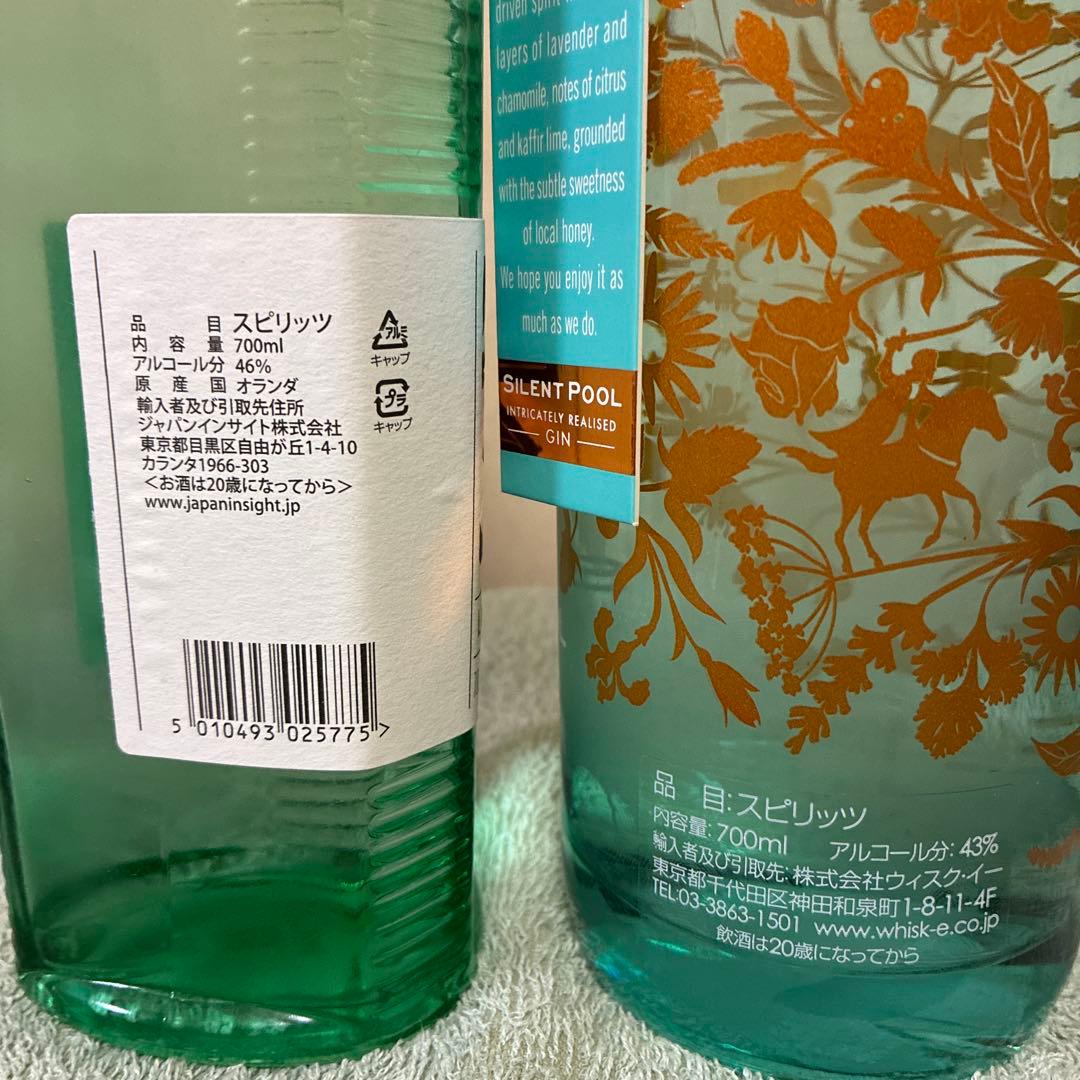 品目 スピリッツ
内容量 700ml
アルコール分 46%
原産国 オランダ
輸入者及び引取先住所
ジャパンインサイト株式会社
東京都目黒区自由が丘1-4-10
カランタ1966-303
＜お酒は20歳になってから＞
www.japaninsight.jp
アルミ
キャップ
プラ
キャップ
5 010493 025775 >
driven spirit
layers of lavender and
chamomile, notes of citrus
and kaffir lime, grounded
with the subtle sweetness
of local honey.
We hope you enjoy it as
much as we do.
SILENT POOL
INTRICATELY REALISED
GIN
品目:スピリッツ
内容量:700ml アルコール分:43%
輸入者及び引取先:株式会社ウィスク・イー
東京都千代田区神田和泉町1-8-11-4F
TEL:03-3863-1501 www.whisk-e.co.jp
飲酒は20歳になってから